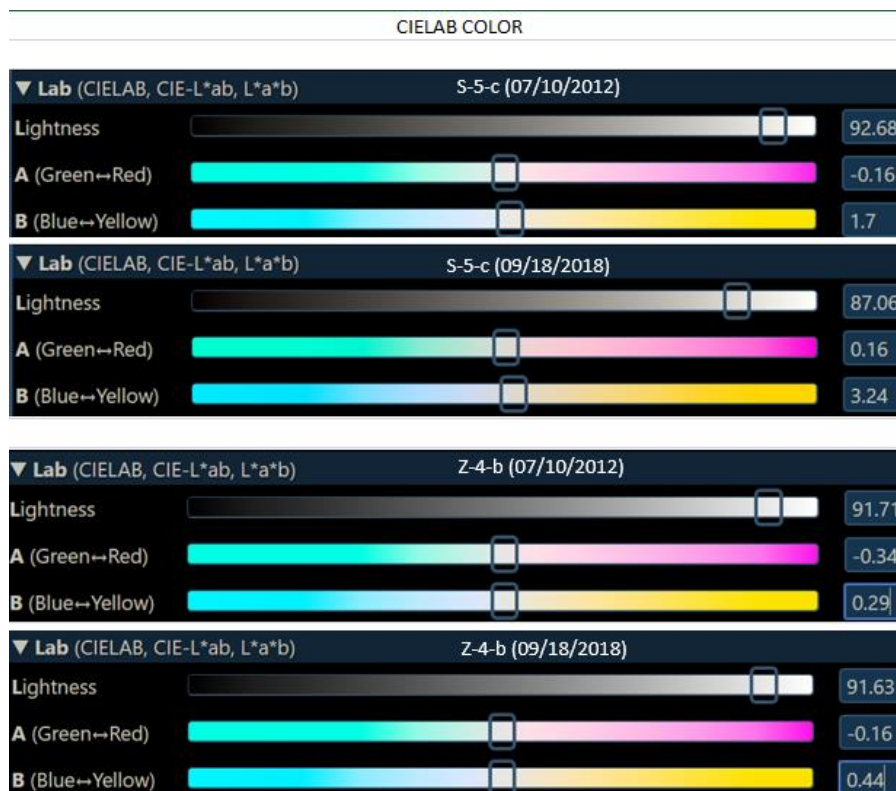 CIELAB COLOR
▼ Lab (CIELAB, CIE-L*ab, L*a*b) S-5-c (07/10/2012)
Lightness 92.68
A (Green↔Red) -0.16
B (Blue↔Yellow) 1.7
▼ Lab (CIELAB, CIE-L*ab, L*a*b) S-5-c (09/18/2018)
Lightness 87.06
A (Green↔Red) 0.16
B (Blue↔Yellow) 3.24
▼ Lab (CIELAB, CIE-L*ab, L*a*b) Z-4-b (07/10/2012)
Lightness 91.71
A (Green↔Red) -0.34
B (Blue↔Yellow) 0.29
▼ Lab (CIELAB, CIE-L*ab, L*a*b) Z-4-b (09/18/2018)
Lightness 91.63
A (Green↔Red) -0.16
B (Blue↔Yellow) 0.44